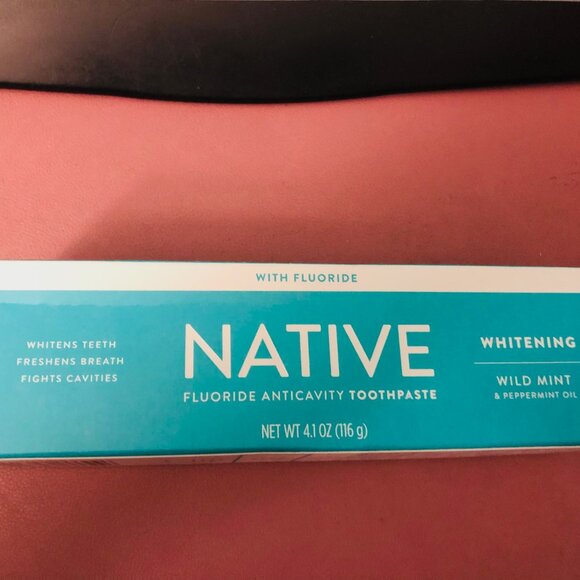 WITH FLUORIDE
WHITENS TEETH
FRESHENS BREATH
FIGHTS CAVITIES
NATIVE
FLUORIDE ANTICAVITY TOOTHPASTE
NET WT 4.1 OZ (116 g)
WHITENING
WILD MINT
& PEPPERMINT OIL